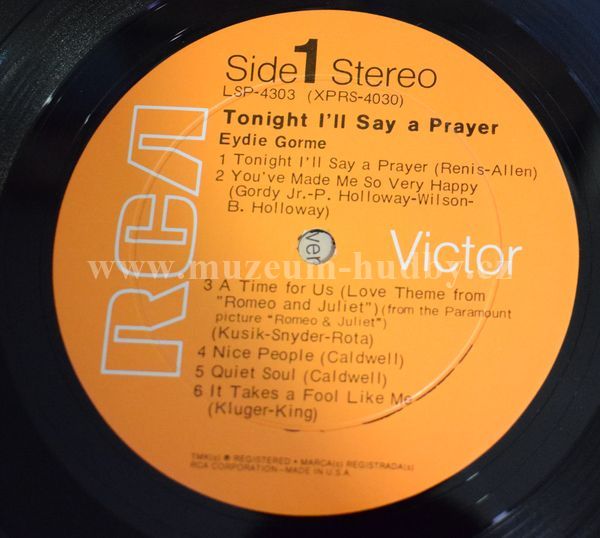 Side 1 Stereo
LSP-4303 (XPRS-4030)
Tonight I'll Say a Prayer
Eydie Gorme
1 Tonight I'll Say a Prayer (Renis-Allen)
2 You've Made Me So Very Happy
(Gordy Jr.-P. Holloway-Wilson-
B. Holloway)
RCA
Victor
ver
www.muzeum-hudby.cz
3 A Time for Us (Love Theme from
"Romeo and Juliet") (from the Paramount
picture "Romeo & Juliet")
(Kusik-Snyder-Rota)
4 Nice People (Caldwell)
5 Quiet Soul (Caldwell)
6 It Takes a Fool Like Me
(Kluger-King)
TMK(s) ® REGISTERED • MARCA(s) REGISTRADA(s)
RCA CORPORATION-MADE IN U.S.A.